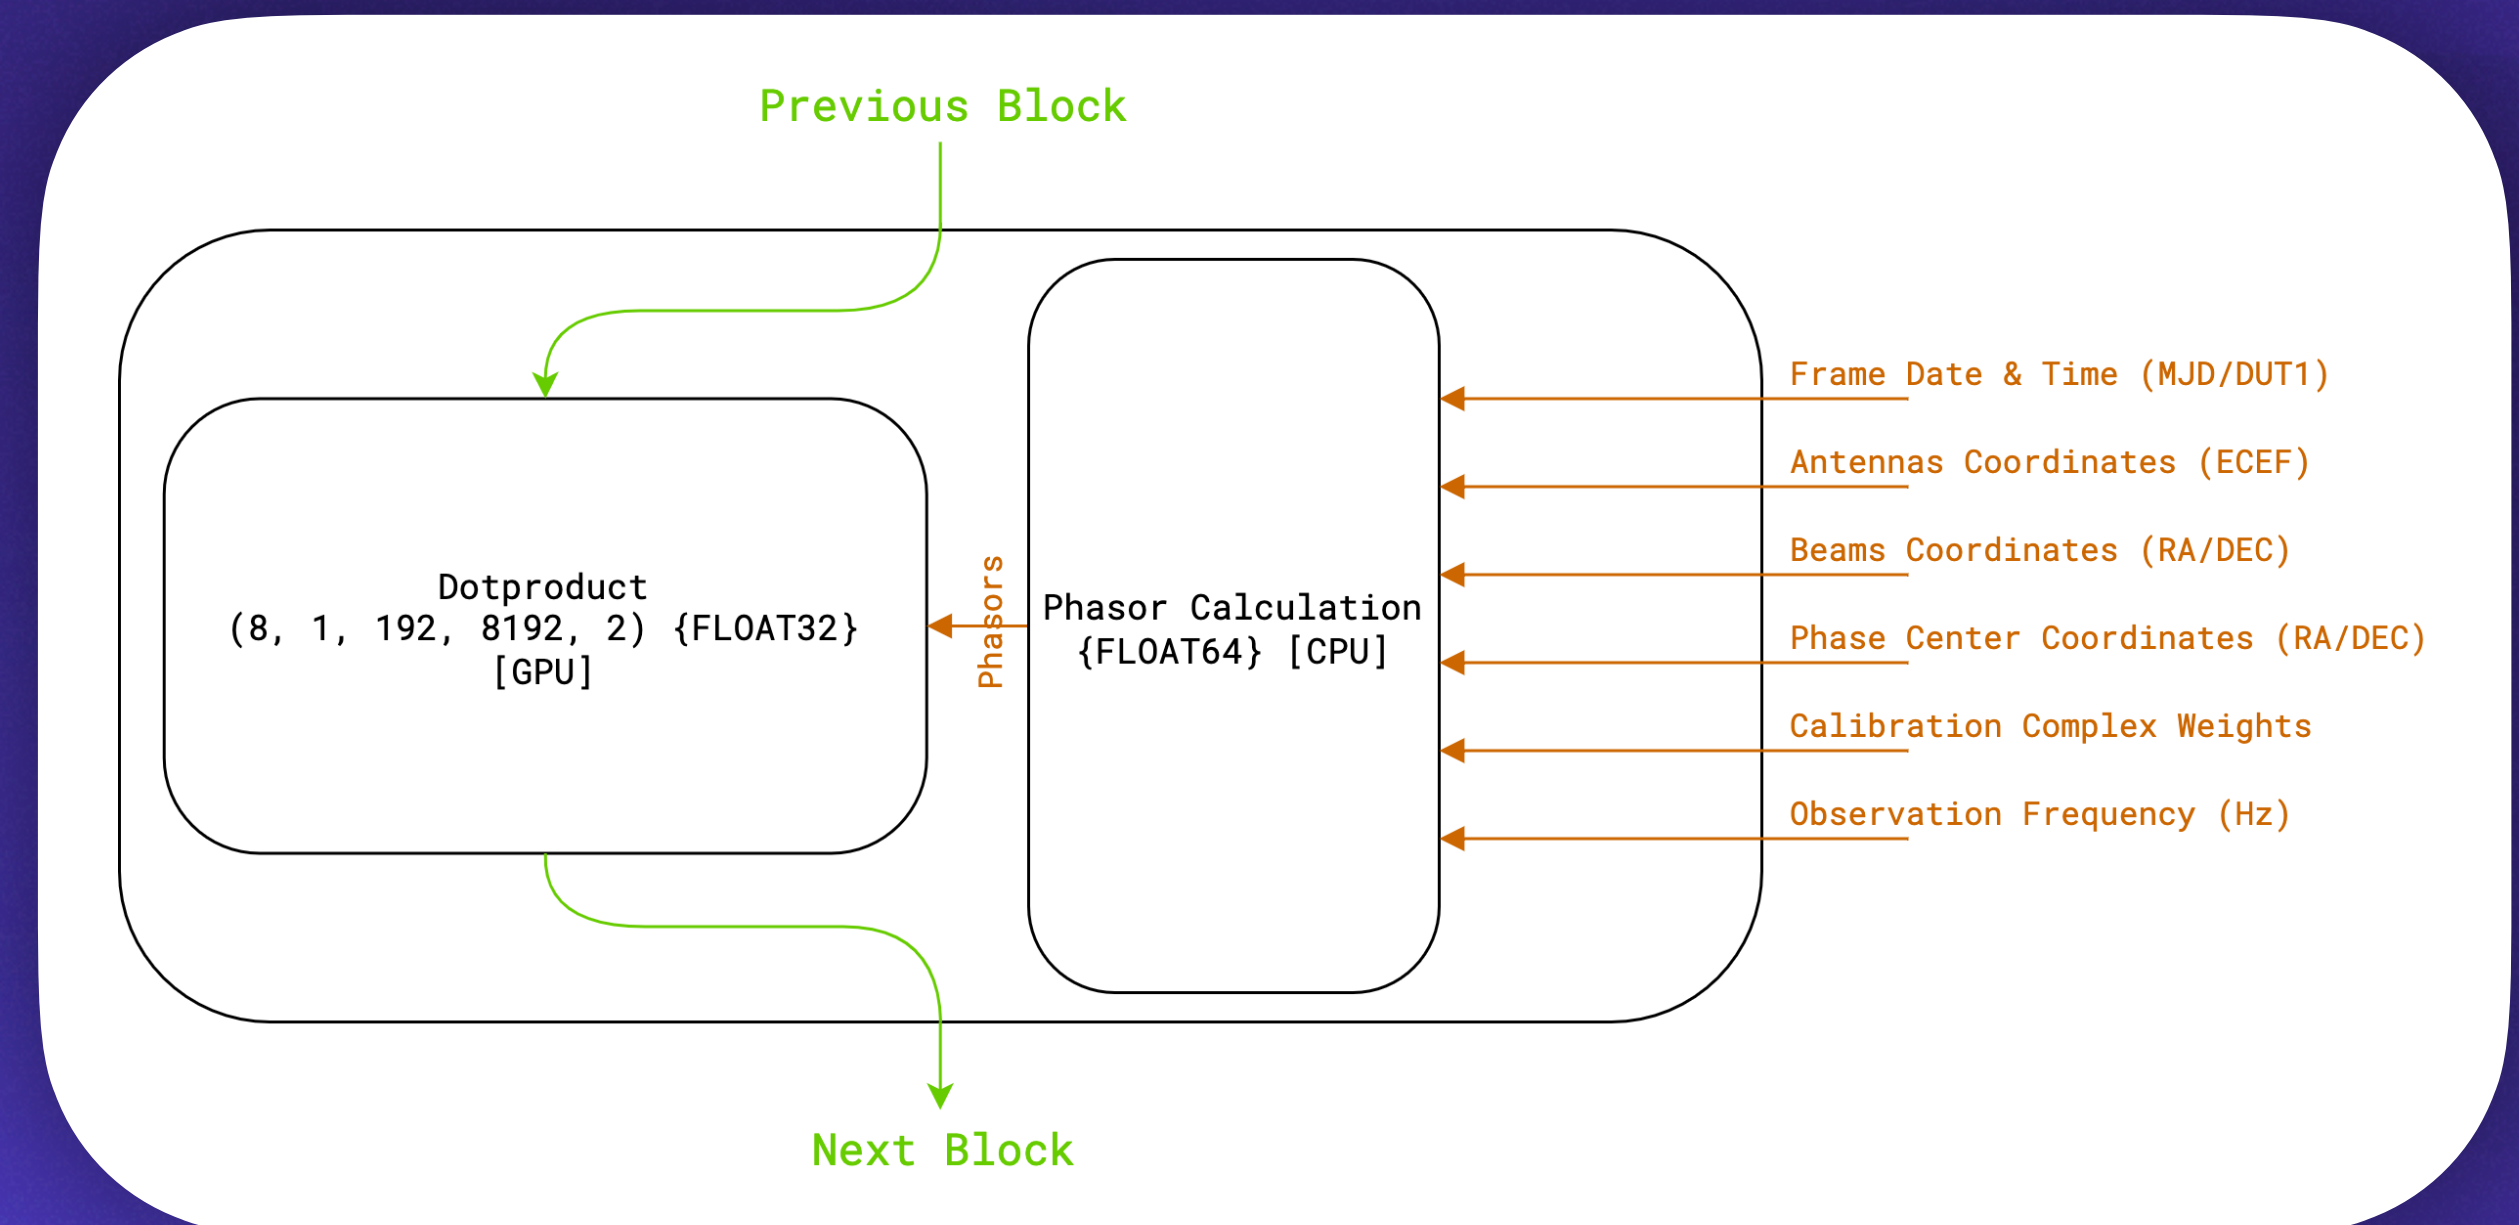 Previous Block
Dotproduct
(8, 1, 192, 8192, 2) {FLOAT32}
[GPU]
Phasors
Phasor Calculation
{FLOAT64} [CPU]
Frame Date & Time (MJD/DUT1)
Antennas Coordinates (ECEF)
Beams Coordinates (RA/DEC)
Phase Center Coordinates (RA/DEC)
Calibration Complex Weights
Observation Frequency (Hz)
Next Block